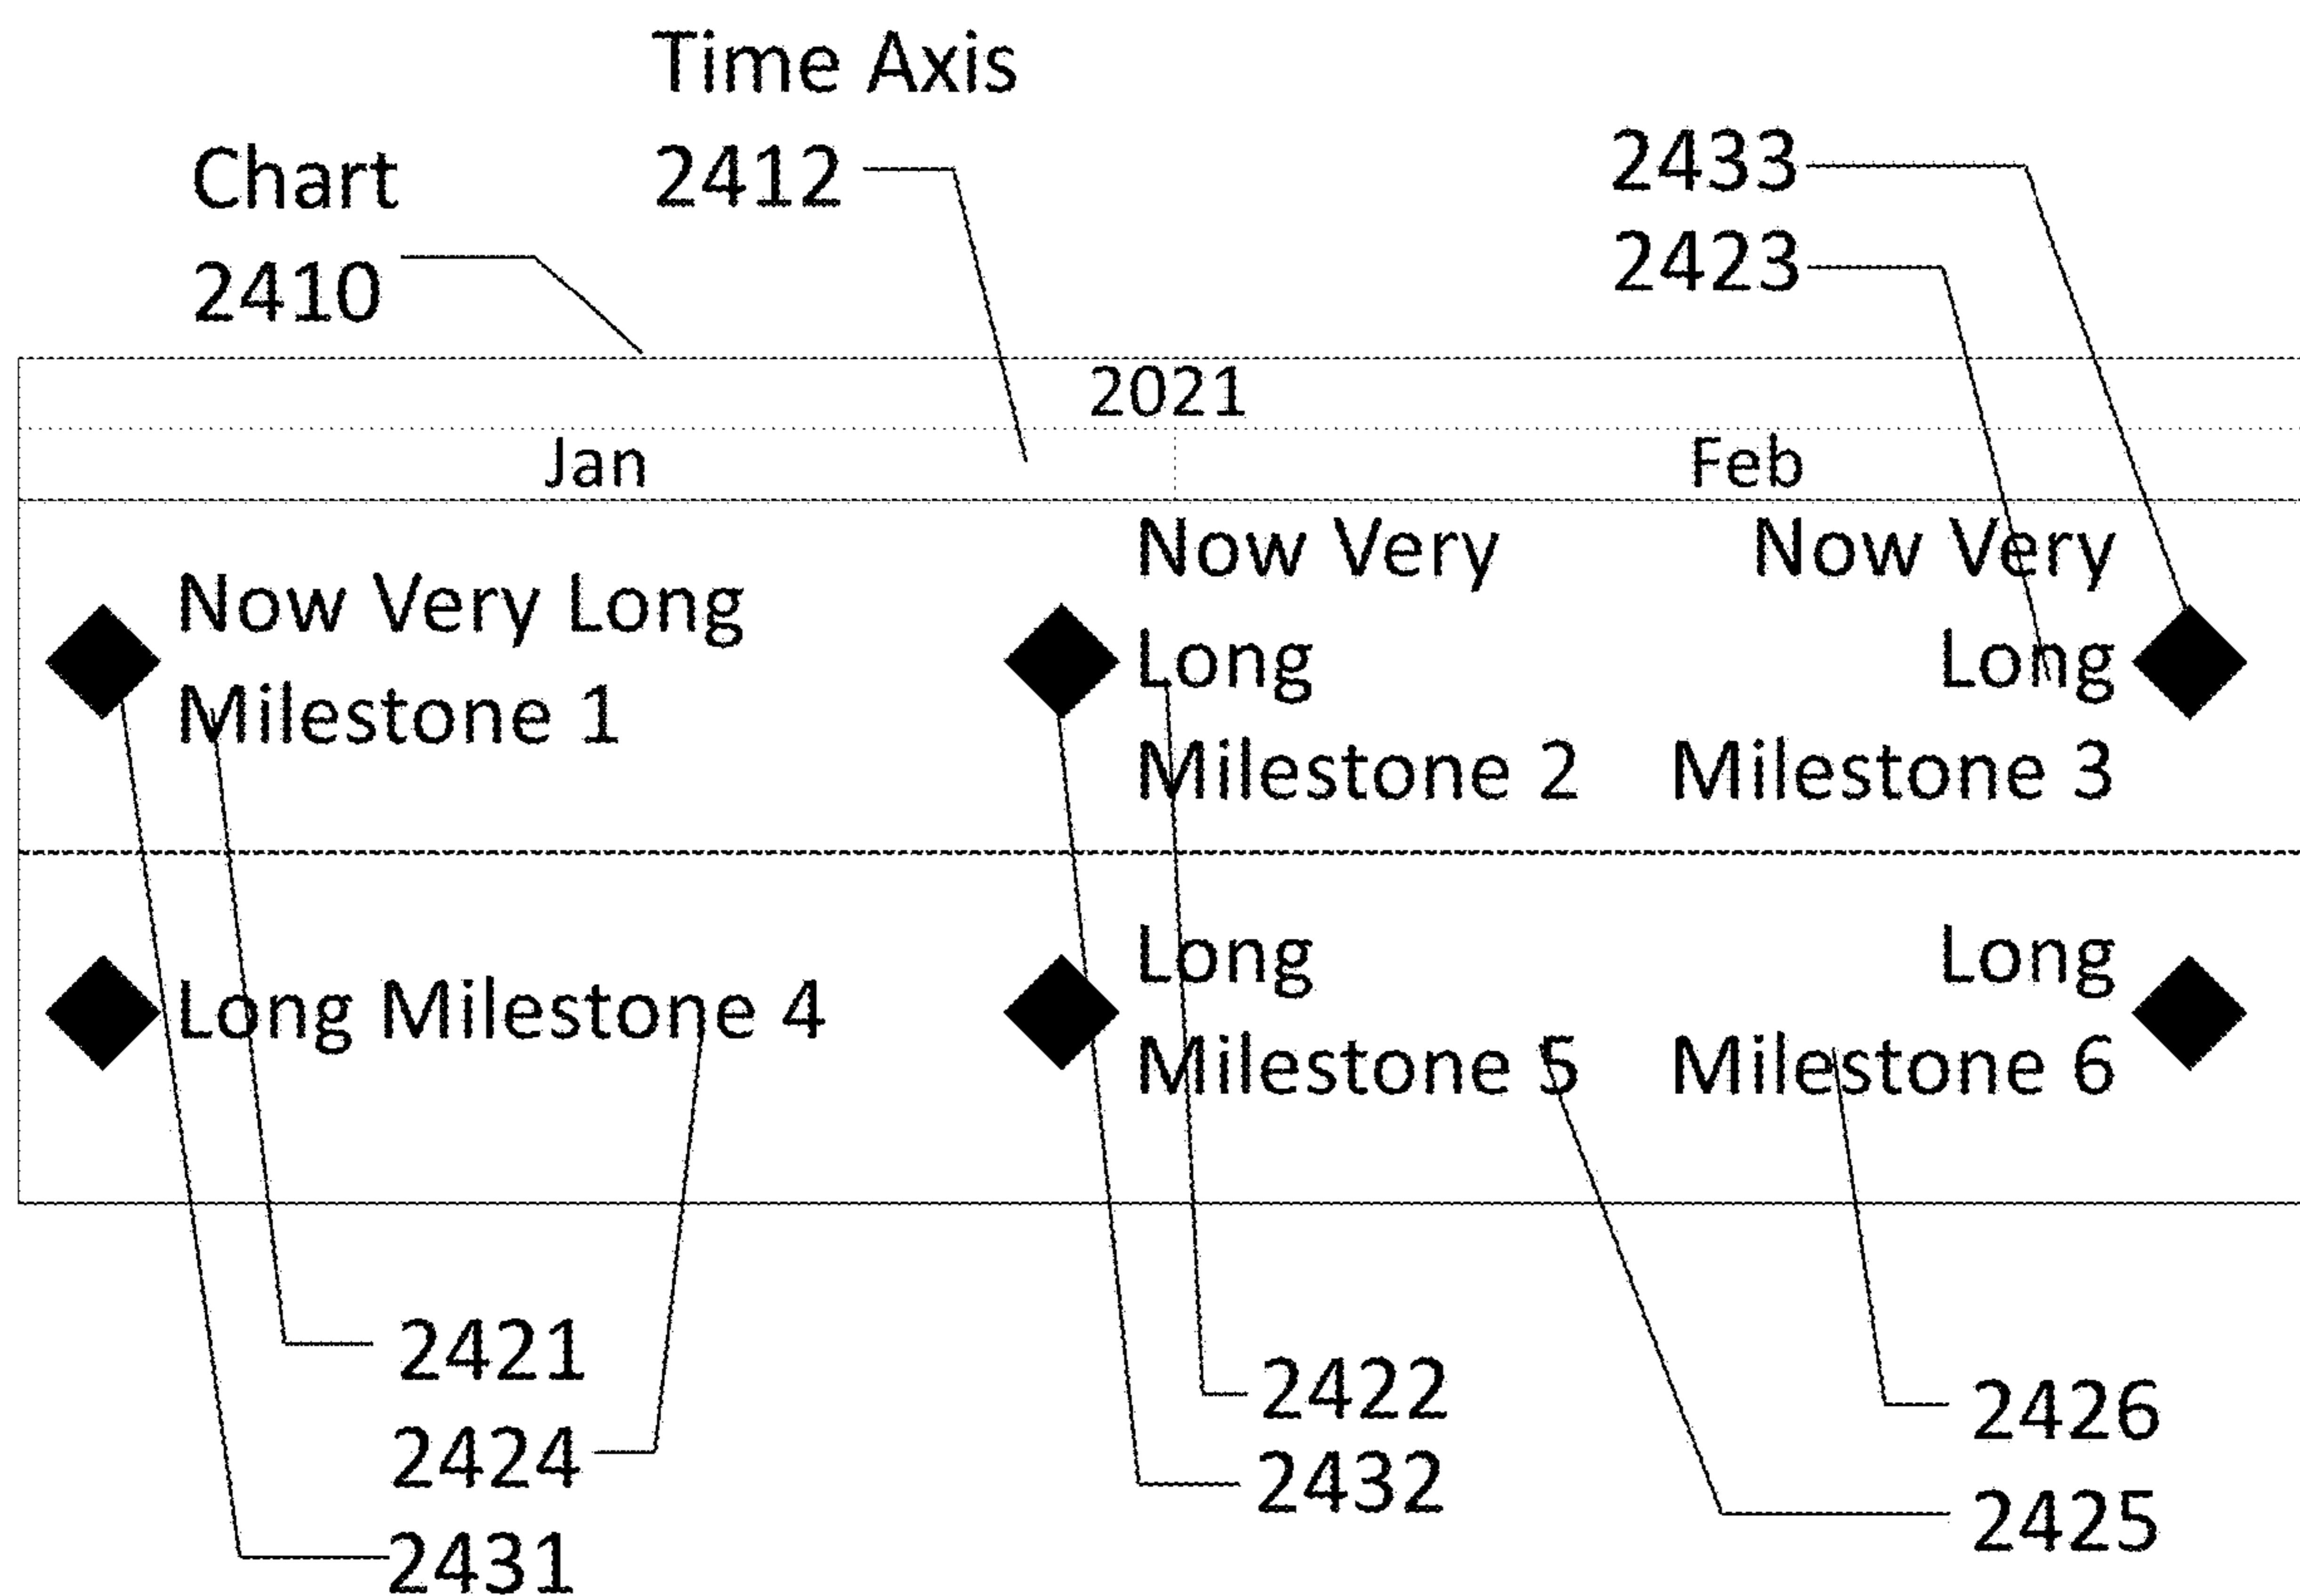 Time Axis
2412
Chart
2410
2433
2423
2021
Jan
Feb
Now Very Long
Milestone 1
Now Very
Long
Milestone 2
Now Very
Long
Milestone 3
Long Milestone 4
Long
Milestone 5
Long
Milestone 6
2421
2424
2431
2422
2432
2426
2425